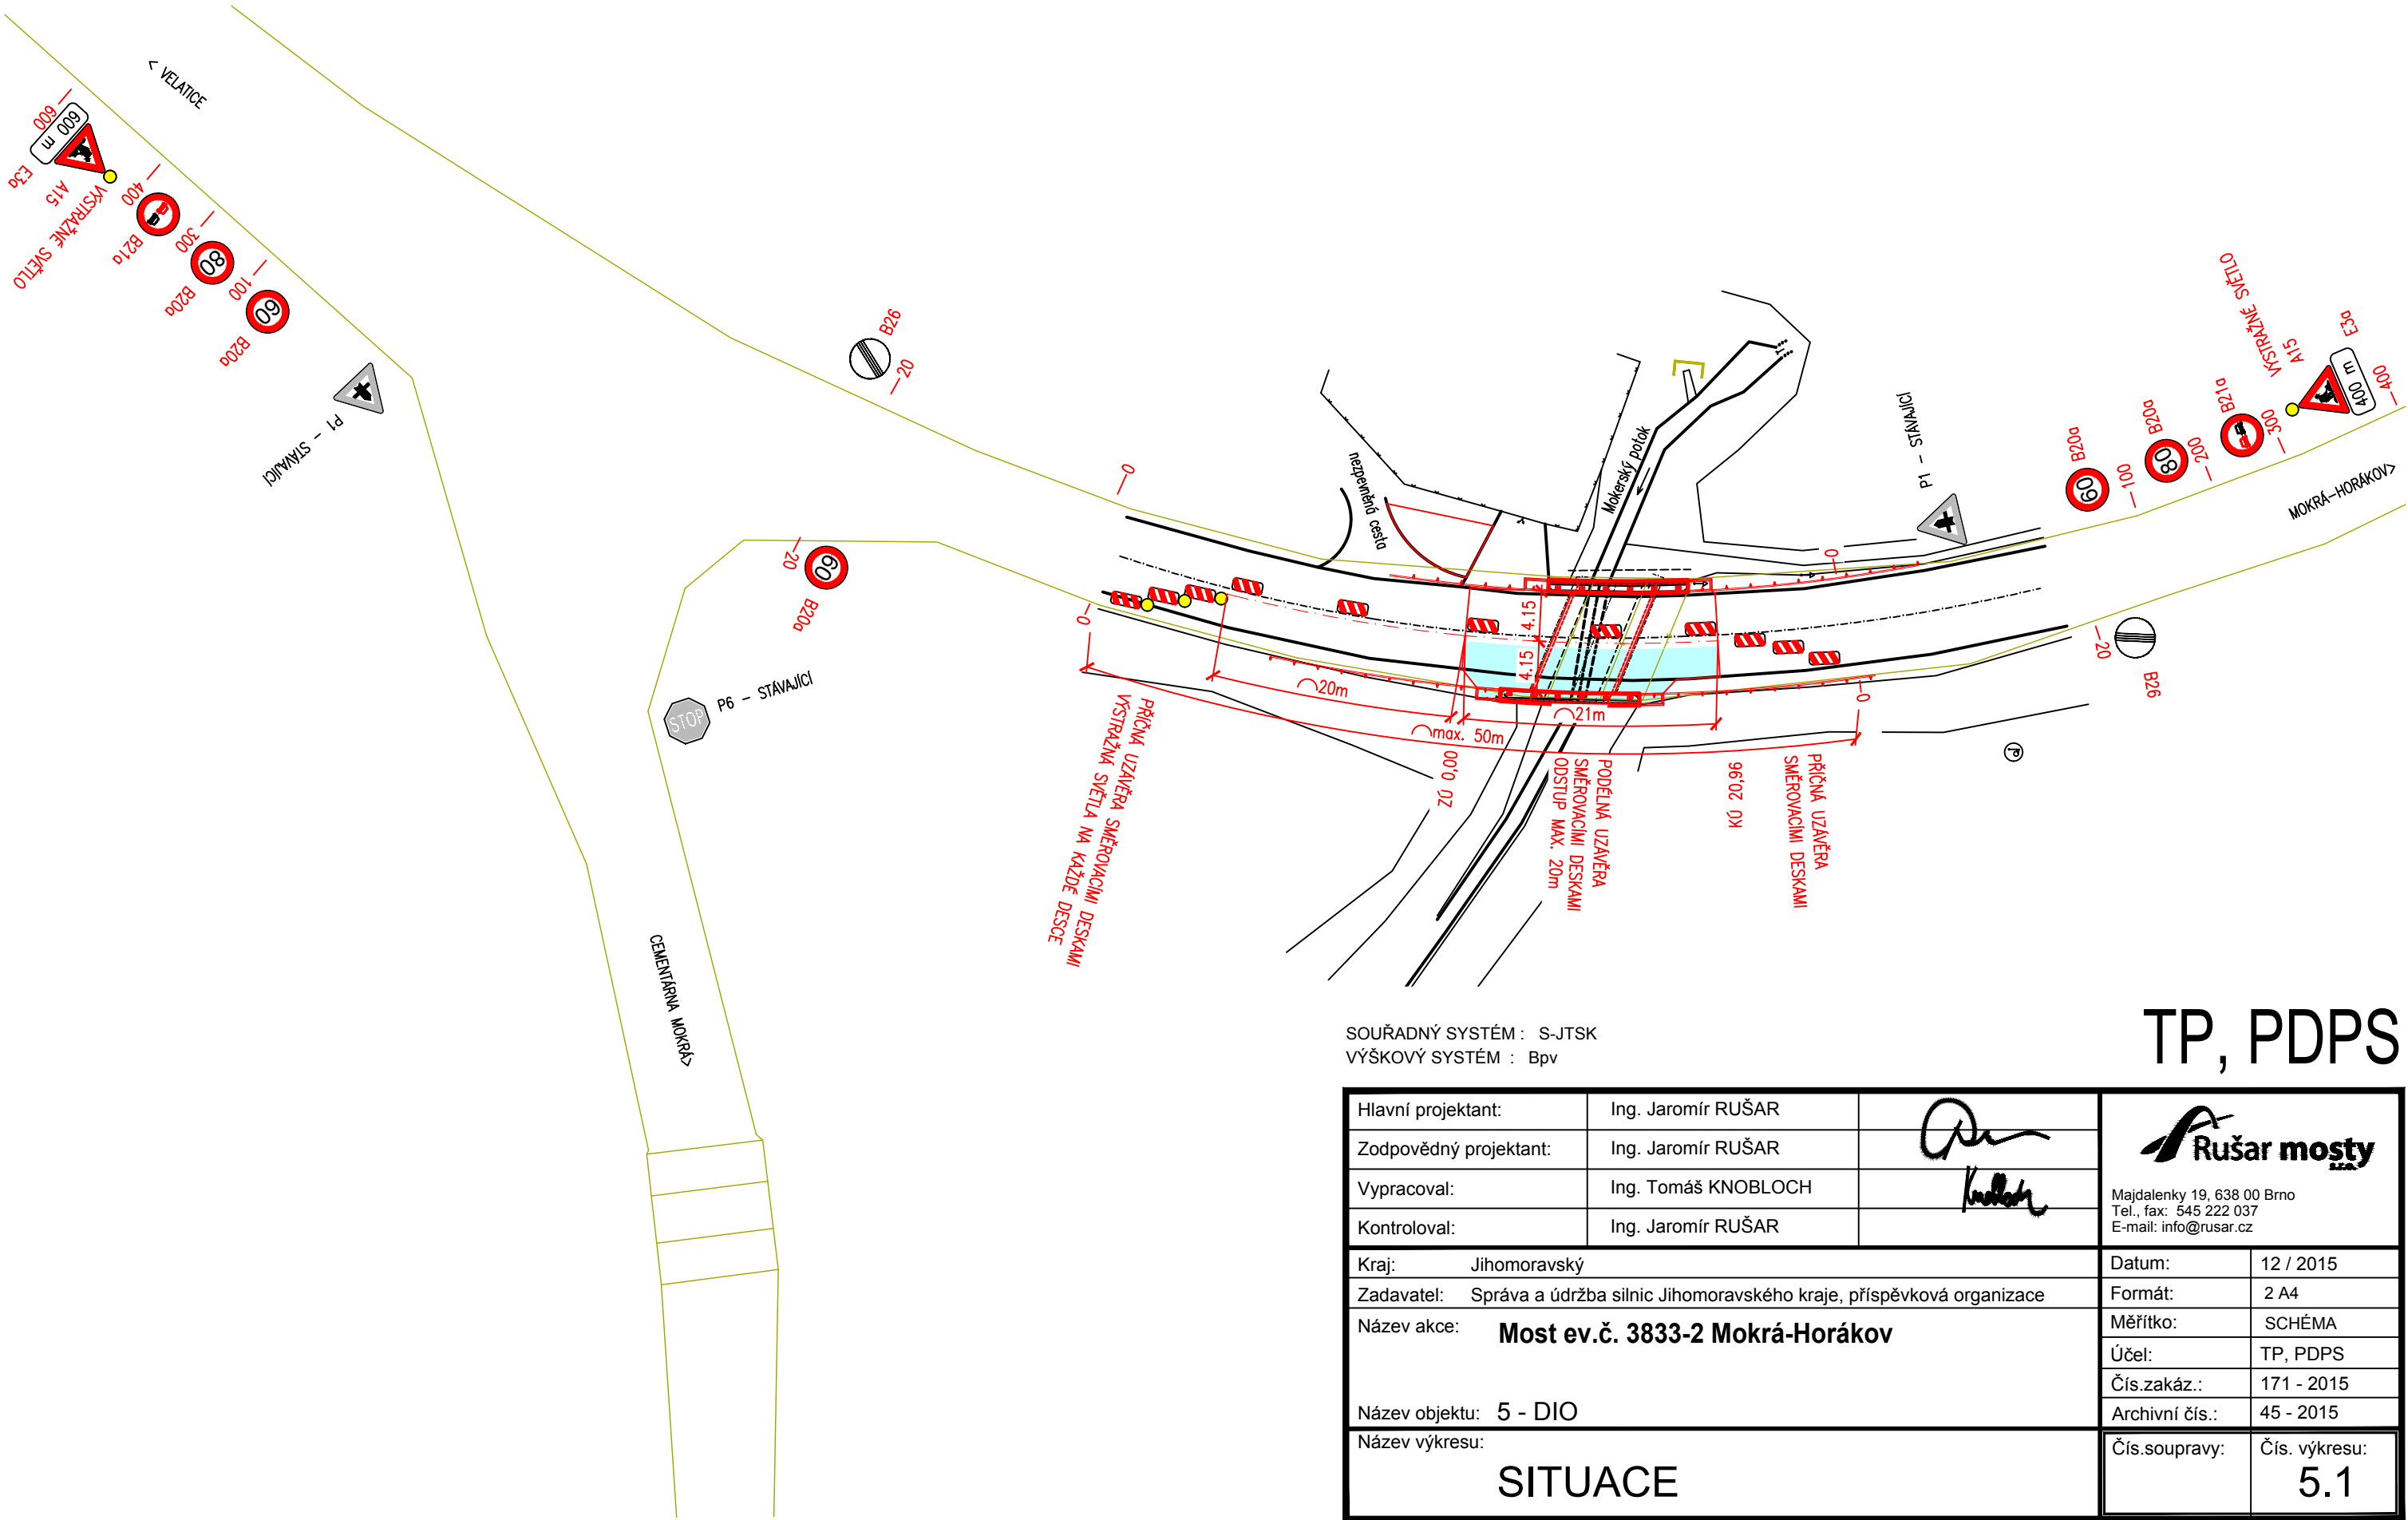 < VELATICE
600
600 m
E3a
A15
VÝSTRAŽNÉ SVĚTLO
400
B21a
300
80
B20a
100
60
B20a
P1 - STÁVAJÍCÍ
B26
20
20
60
B20a
STOP
P6 - STÁVAJÍCÍ
CEMENTÁRNA MOKRÁ>
0
0
nezpevněná cesta
Mokerský potok
4.15
4.15
20m
21m
max. 50m
PŘÍČNÁ UZÁVĚRA SMĚROVACÍMI DESKAMI
VÝSTRAŽNÁ SVĚTLA NA KAŽDÉ DESCE
ZÚ 0,00
PODÉLNÁ UZÁVĚRA
SMĚROVACÍMI DESKAMI
ODSTUP MAX. 20m
KÚ 20,96
PŘÍČNÁ UZÁVĚRA
SMĚROVACÍMI DESKAMI
0
0
P1 - STÁVAJÍCÍ
B20a
60
100
B20a
80
200
B21a
300
VÝSTRAŽNÉ SVĚTLO
A15
E3a
400 m
400
MOKRÁ-HORÁKOV>
20
B26
SOUŘADNÝ SYSTÉM : S-JTSK
VÝŠKOVÝ SYSTÉM : Bpv
TP, PDPS
Hlavní projektant: Ing. Jaromír RUŠAR
Zodpovědný projektant: Ing. Jaromír RUŠAR
Vypracoval: Ing. Tomáš KNOBLOCH
Kontroloval: Ing. Jaromír RUŠAR
Rušar mosty
s.r.o.
Majdalenky 19, 638 00 Brno
Tel., fax: 545 222 037
E-mail: info@rusar.cz
Kraj: Jihomoravský
Zadavatel: Správa a údržba silnic Jihomoravského kraje, příspěvková organizace
Název akce: Most ev.č. 3833-2 Mokrá-Horákov
Název objektu: 5 - DIO
Název výkresu:
SITUACE
Datum: 12 / 2015
Formát: 2 A4
Měřítko: SCHÉMA
Účel: TP, PDPS
Čís.zakáz.: 171 - 2015
Archivní čís.: 45 - 2015
Čís.soupravy: Čís. výkresu:
5.1